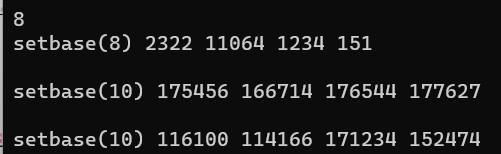 8
setbase(8) 2322 11064 1234 151
setbase(10) 175456 166714 176544 177627
setbase(10) 116100 114166 171234 152474